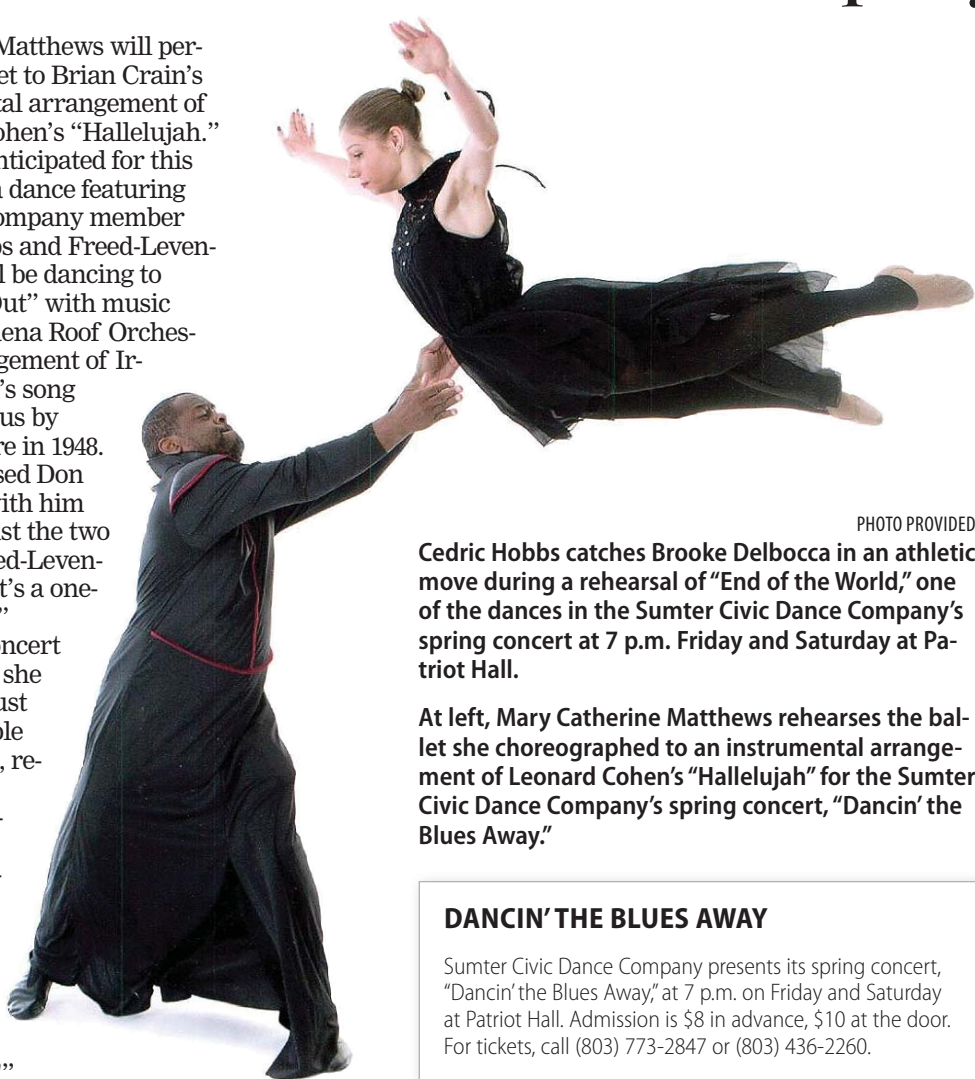 Matthews will per-
et to Brian Crain's
tal arrangement of
ohen's “Hallelujah.”
nticipated for this
dance featuring
ompany member
s and Freed-Leven-
l be dancing to
Out” with music
ena Roof Orches-
gement of Ir-
's song
us by
re in 1948.
sed Don
with him
st the two
ed-Leven-
t's a one-
”
oncert
she
ust
ole
, re-
PHOTO PROVIDED
Cedric Hobbs catches Brooke Delbocca in an athletic
move during a rehearsal of “End of the World,” one
of the dances in the Sumter Civic Dance Company’s
spring concert at 7 p.m. Friday and Saturday at Pa-
triot Hall.
At left, Mary Catherine Matthews rehearses the bal-
let she choreographed to an instrumental arrange-
ment of Leonard Cohen’s “Hallelujah” for the Sumter
Civic Dance Company’s spring concert, “Dancin’ the
Blues Away.”
DANCIN’ THE BLUES AWAY
Sumter Civic Dance Company presents its spring concert,
“Dancin’ the Blues Away,” at 7 p.m. on Friday and Saturday
at Patriot Hall. Admission is $8 in advance, $10 at the door.
For tickets, call (803) 773-2847 or (803) 436-2260.